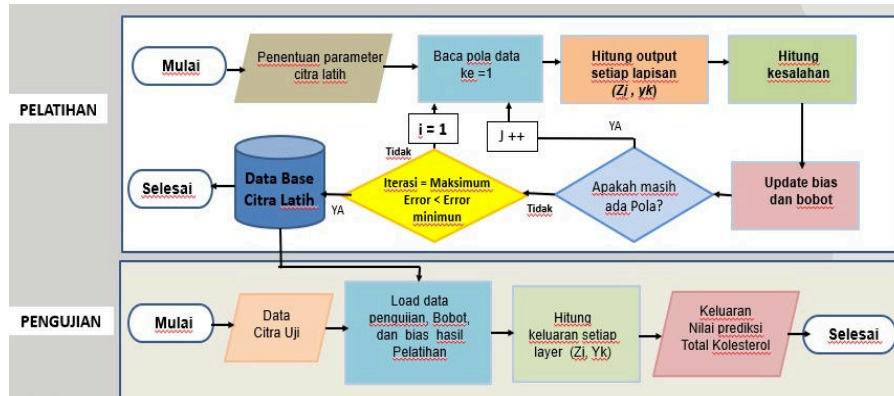 PELATIHAN
Mulai
Penentuan parameter
citra latih
Baca pola data
ke =1
Hitung output
setiap lapisan
(Zj , yk)
Hitung
kesalahan
i = 1
J ++
YA
Tidak
Selesai
Data Base
Citra Latih
YA
Iterasi = Maksimum
Error < Error
minimun
Tidak
Apakah masih
ada Pola?
Update bias
dan bobot
PENGUJIAN
Mulai
Data
Citra Uji
Load data
pengujian, Bobot,
dan bias hasil
Pelatihan
Hitung
keluaran setiap
layer (Zj, Yk)
Keluaran
Nilai prediksi
Total Kolesterol
Selesai